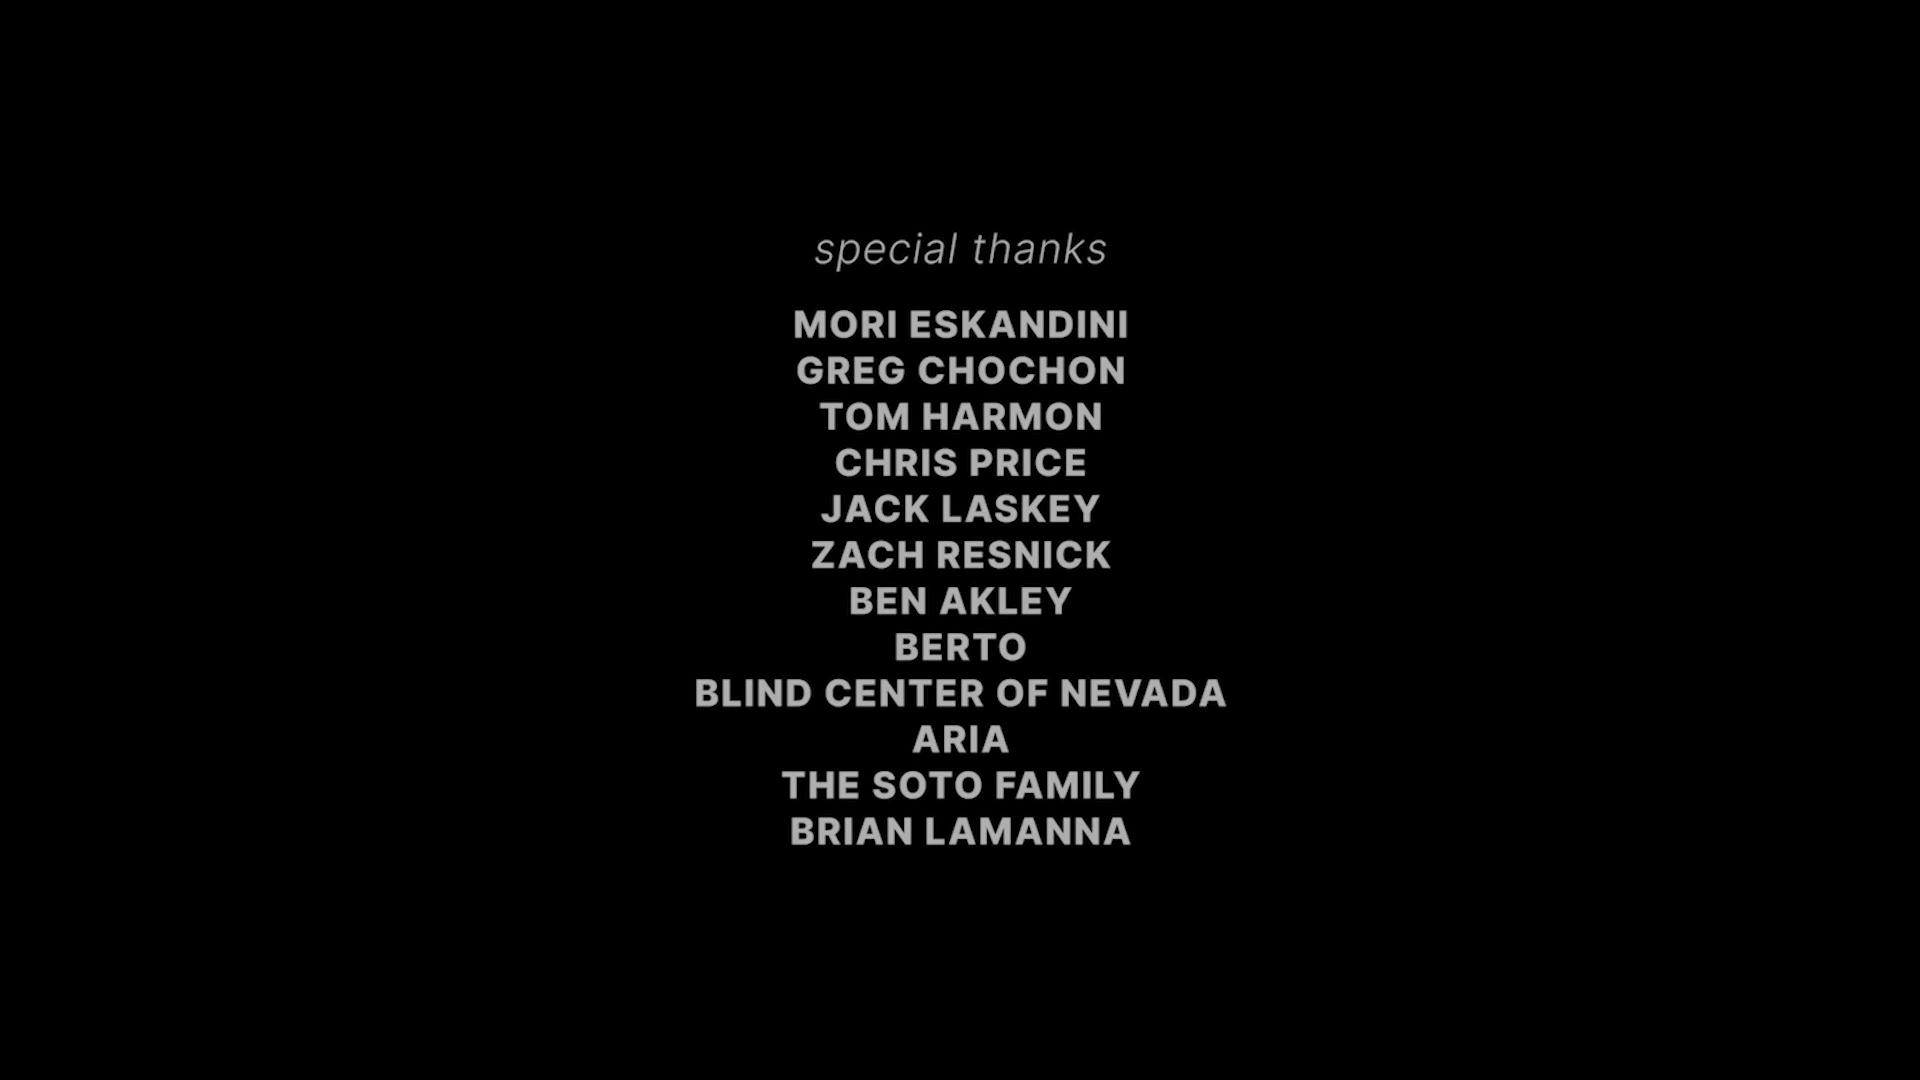 special thanks
MORI ESKANDINI
GREG CHOCHON
TOM HARMON
CHRIS PRICE
JACK LASKEY
ZACH RESNICK
BEN AKLEY
BERTO
BLIND CENTER OF NEVADA
ARIA
THE SOTO FAMILY
BRIAN LAMANNA